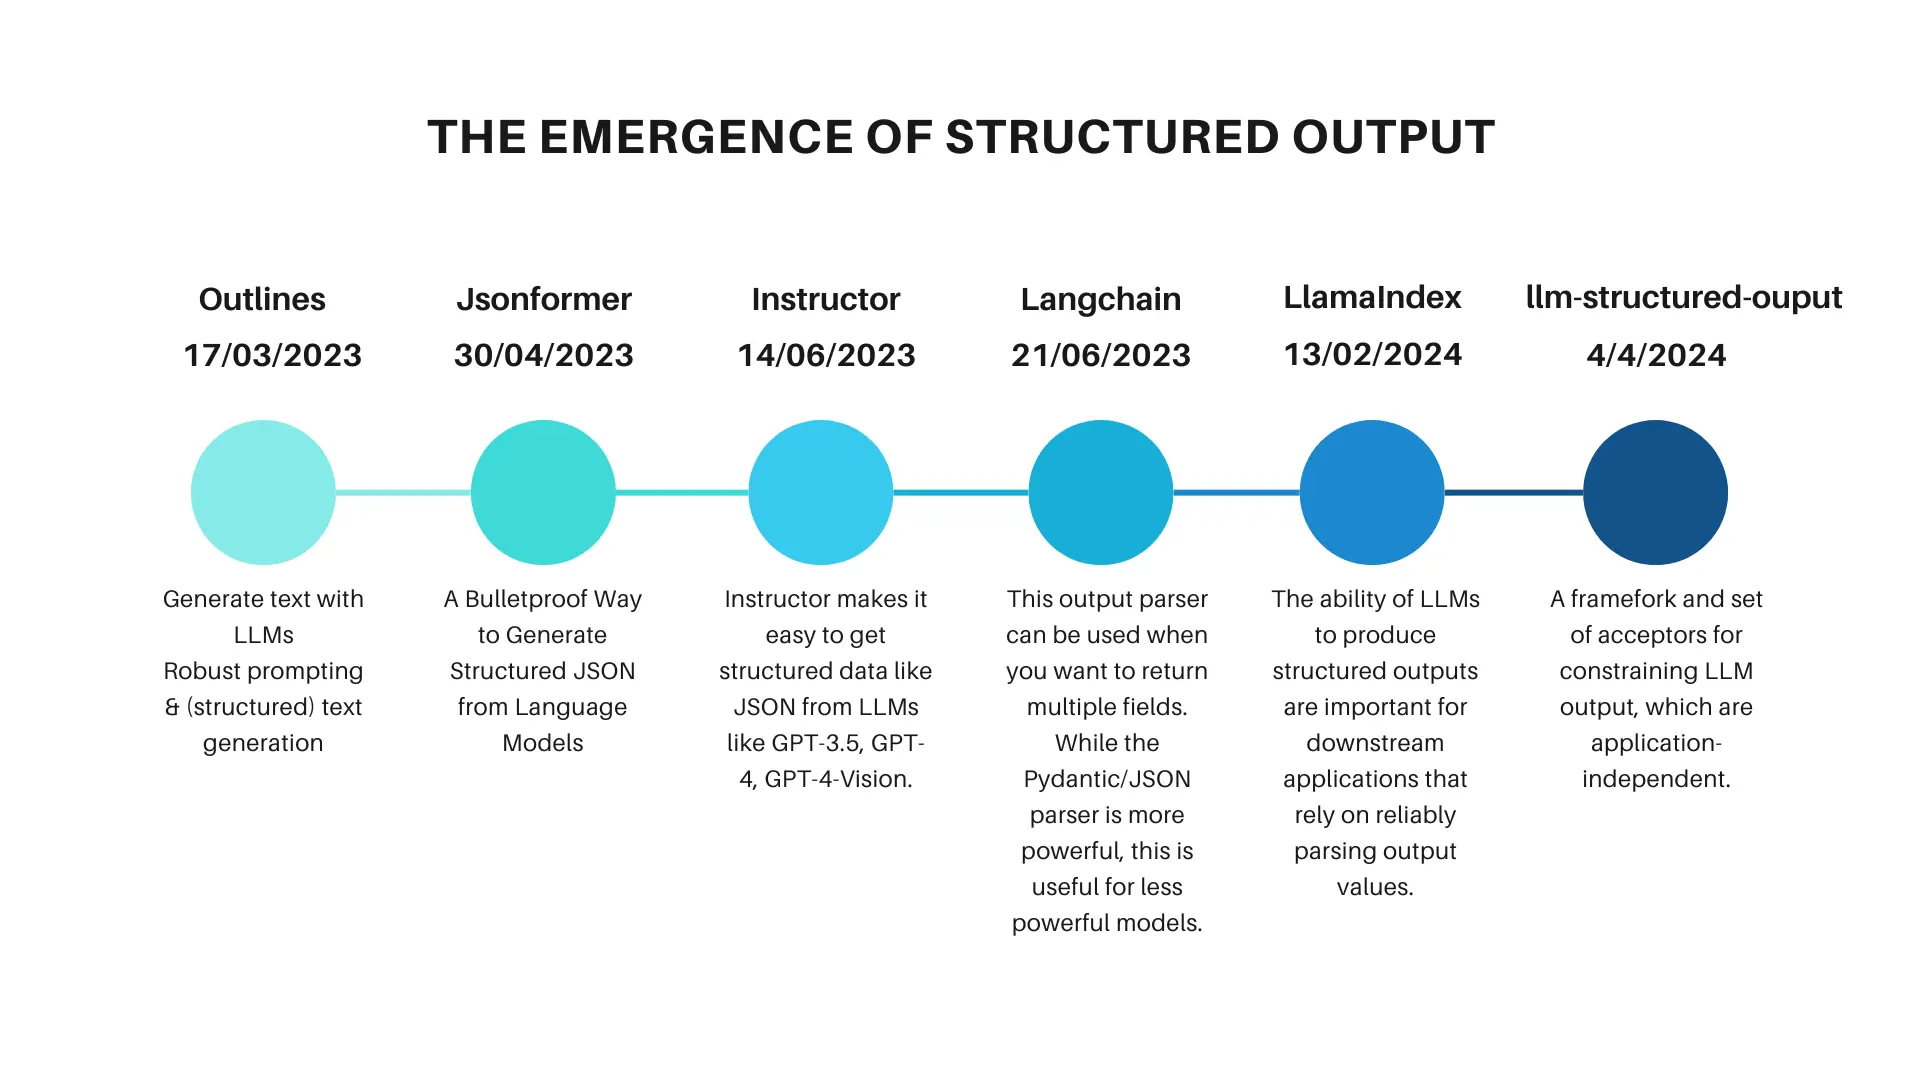 THE EMERGENCE OF STRUCTURED OUTPUT
Outlines
17/03/2023
Generate text with
LLMs
Robust prompting
& (structured) text
generation
Jsonformer
30/04/2023
A Bulletproof Way
to Generate
Structured JSON
from Language
Models
Instructor
14/06/2023
Instructor makes it
easy to get
structured data like
JSON from LLMs
like GPT-3.5, GPT-
4, GPT-4-Vision.
Langchain
21/06/2023
This output parser
can be used when
you want to return
multiple fields.
While the
Pydantic/JSON
parser is more
powerful, this is
useful for less
powerful models.
LlamaIndex
13/02/2024
The ability of LLMs
to produce
structured outputs
are important for
downstream
applications that
rely on reliably
parsing output
values.
llm-structured-ouput
4/4/2024
A framefork and set
of acceptors for
constraining LLM
output, which are
application-
independent.